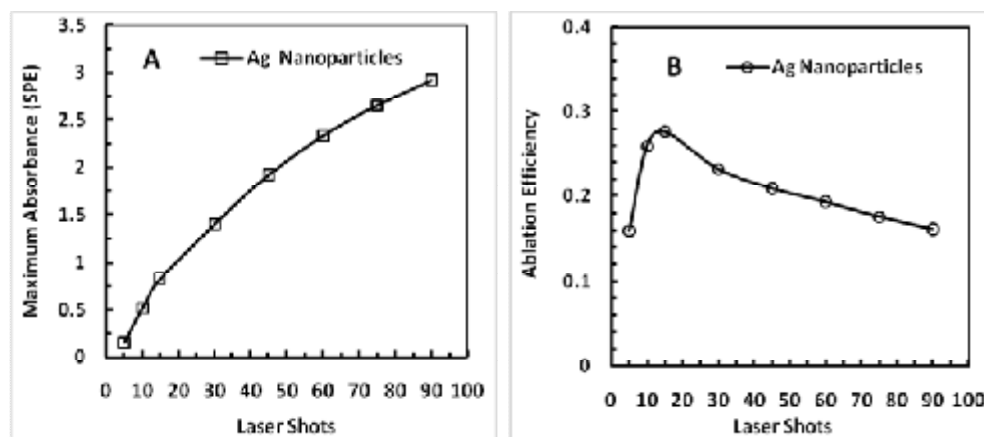 3.5
3
2.5
2
1.5
1
0.5
0
A
Ag Nanoparticles
Maximum Absorbance (SPE)
0 10 20 30 40 50 60 70 80 90 100
Laser Shots
0.4
0.3
0.2
0.1
0
B
Ag Nanoparticles
Ablation Efficiency
0 10 20 30 40 50 60 70 80 90 100
Laser Shots